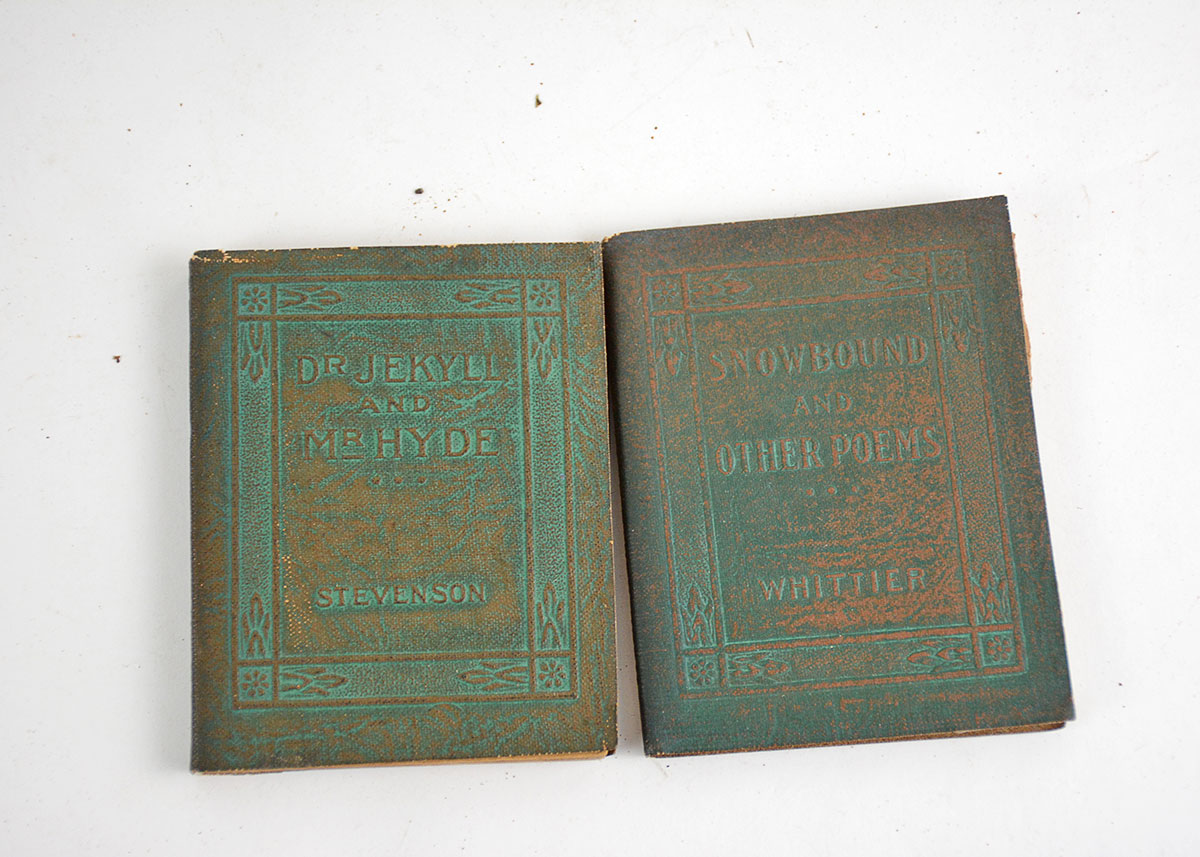 DR JEKYLL
AND
MR HYDE
STEVENSON
SNOWBOUND
AND
OTHER POEMS
WHITTIER